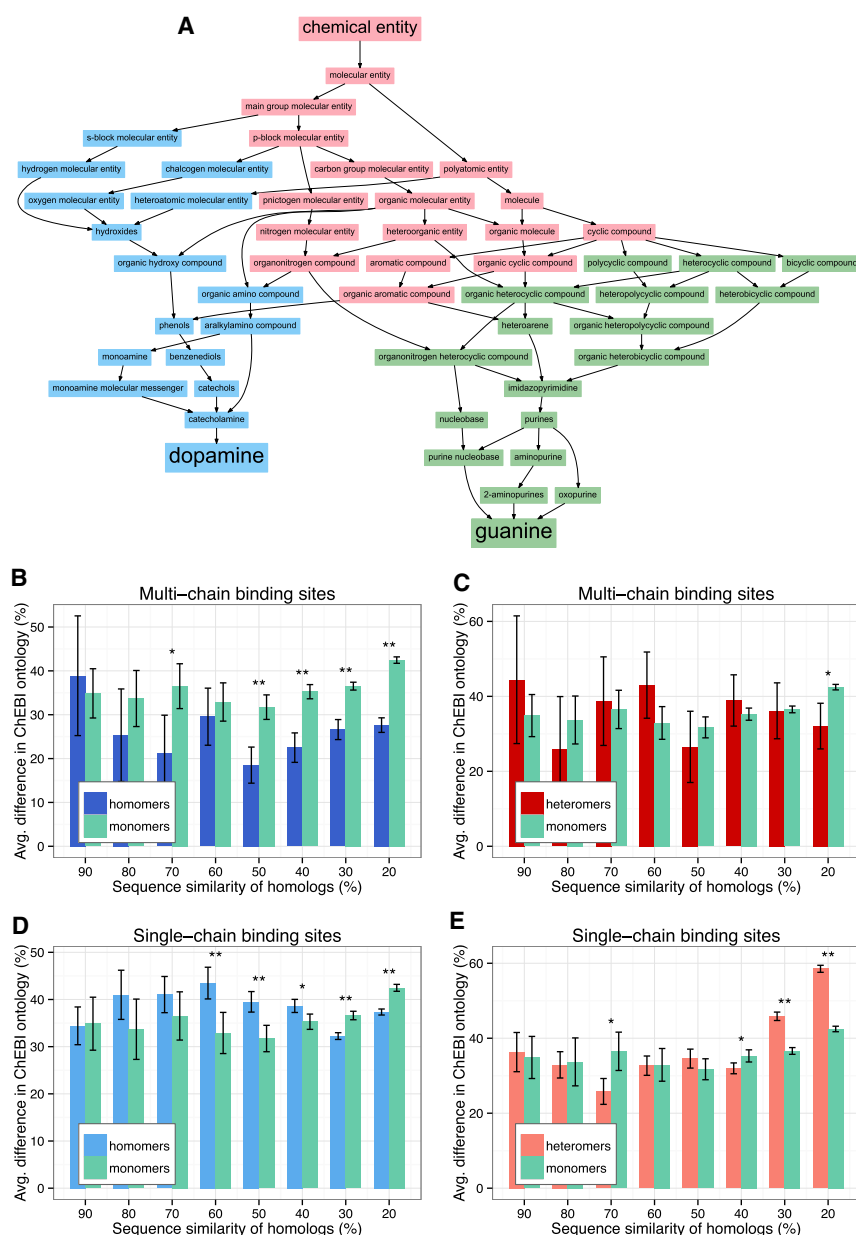 A
chemical entity
molecular entity
main group molecular entity
s-block molecular entity
p-block molecular entity
hydrogen molecular entity
chalcogen molecular entity
carbon group molecular entity
polyatomic entity
oxygen molecular entity
heteroatomic molecular entity
pnictogen molecular entity
organic molecular entity
molecule
hydroxides
nitrogen molecular entity
heteroorganic entity
organic molecule
cyclic compound
organic hydroxy compound
organonitrogen compound
aromatic compound
organic cyclic compound
polycyclic compound
heterocyclic compound
bicyclic compound
organic amino compound
organic aromatic compound
organic heterocyclic compound
heteropolycyclic compound
heterobicyclic compound
phenols
aralkylamino compound
heteroarene
organic heteropolycyclic compound
monoamine
benzenediols
organonitrogen heterocyclic compound
organic heterobicyclic compound
monoamine molecular messenger
catechols
imidazopyrimidine
catecholamine
nucleobase
purines
dopamine
purine nucleobase
aminopurine
2-aminopurines
oxopurine
guanine
B
Multi−chain binding sites
Avg. difference in ChEBI ontology (%)
50
40
30
20
10
0
*
**
**
**
**
homomers
monomers
90 80 70 60 50 40 30 20
Sequence similarity of homologs (%)
C
Multi−chain binding sites
Avg. difference in ChEBI ontology (%)
60
40
20
0
*
heteromers
monomers
90 80 70 60 50 40 30 20
Sequence similarity of homologs (%)
D
Single−chain binding sites
Avg. difference in ChEBI ontology (%)
50
40
30
20
10
0
**
**
*
**
**
homomers
monomers
90 80 70 60 50 40 30 20
Sequence similarity of homologs (%)
E
Single−chain binding sites
Avg. difference in ChEBI ontology (%)
60
40
20
0
*
*
**
**
heteromers
monomers
90 80 70 60 50 40 30 20
Sequence similarity of homologs (%)